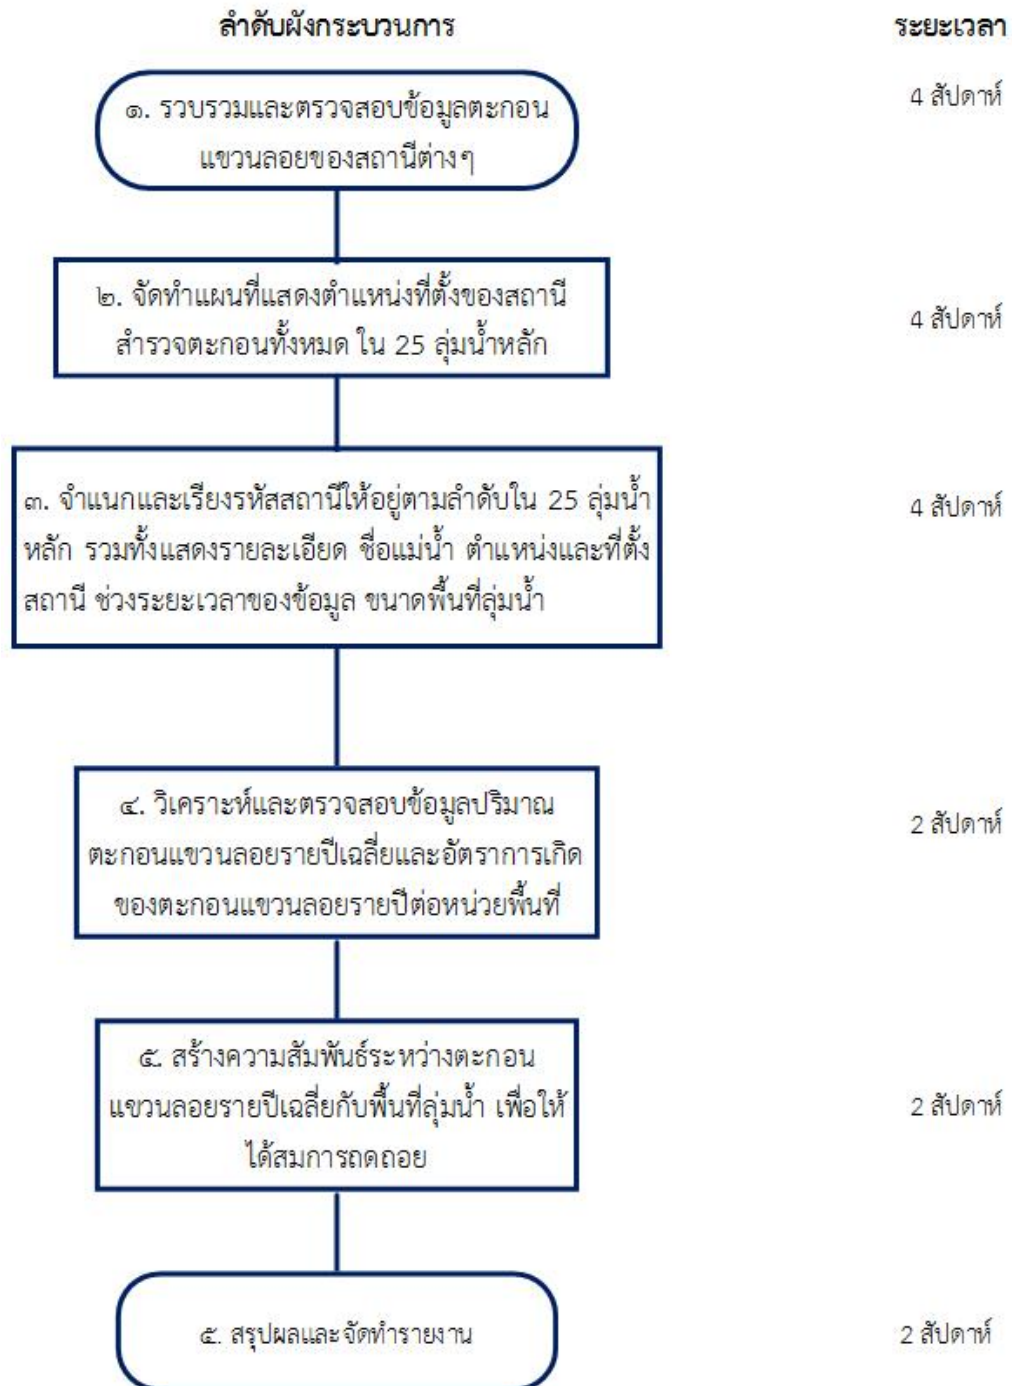 ลำดับผังกระบวนการ ระยะเวลา
๑. รวบรวมและตรวจสอบข้อมูลตะกอน 4 สัปดาห์
แขวนลอยของสถานีต่างๆ
๒. จัดทำแผนที่แสดงตำแหน่งที่ตั้งของสถานี 4 สัปดาห์
สำรวจตะกอนทั้งหมด ใน 25 ลุ่มน้ำหลัก
๓. จำแนกและเรียงรหัสสถานีให้อยู่ตามลำดับใน 25 ลุ่มน้ำ 4 สัปดาห์
หลัก รวมทั้งแสดงรายละเอียด ชื่อแม่น้ำ ตำแหน่งและที่ตั้ง
สถานี ช่วงระยะเวลาของข้อมูล ขนาดพื้นที่ลุ่มน้ำ
๔. วิเคราะห์และตรวจสอบข้อมูลปริมาณ 2 สัปดาห์
ตะกอนแขวนลอยรายปีเฉลี่ยและอัตราการเกิด
ของตะกอนแขวนลอยรายปีต่อหน่วยพื้นที่
๕. สร้างความสัมพันธ์ระหว่างตะกอน
แขวนลอยรายปีเฉลี่ยกับพื้นที่ลุ่มน้ำ เพื่อให้ 2 สัปดาห์
ได้สมการถดถอย
๕. สรุปผลและจัดทำรายงาน 2 สัปดาห์